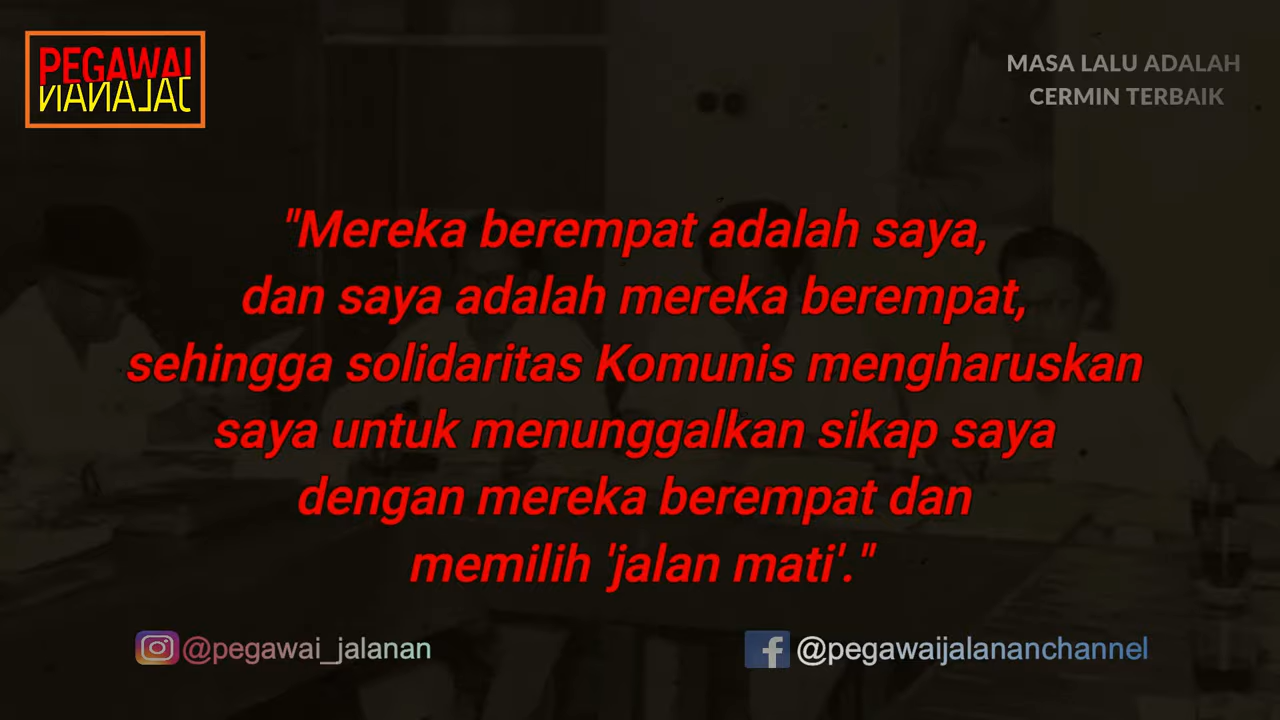 PEGAWAI
JALANAN
MASA LALU ADALAH
CERMIN TERBAIK
"Mereka berempat adalah saya,
dan saya adalah mereka berempat,
sehingga solidaritas Komunis mengharuskan
saya untuk menunggalkan sikap saya
dengan mereka berempat dan
memilih 'jalan mati'."
@pegawai_jalanan
@pegawaijalananchannel